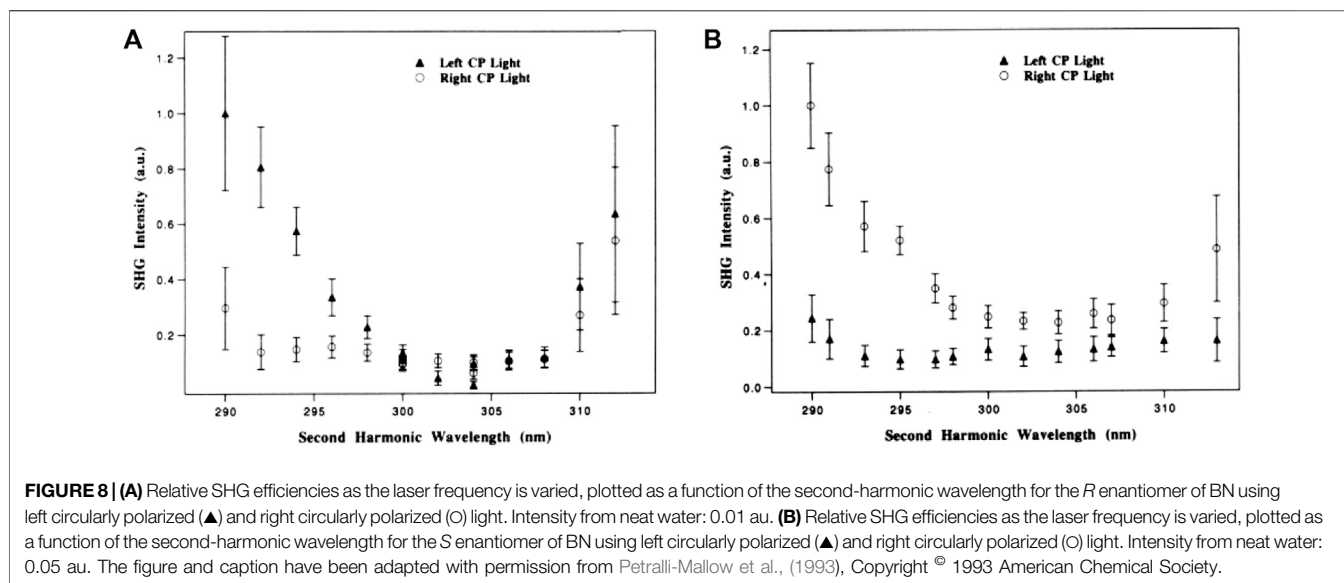 A
▲ Left CP Light
○ Right CP Light
1.2
1.0
0.8
0.6
0.4
0.2
SHG Intensity (a.u.)
290 295 300 305 310
Second Harmonic Wavelength (nm)
B
▲ Left CP Light
○ Right CP Light
1.2
1.0
0.8
0.6
0.4
0.2
0.0
SHG Intensity (a.u.)
290 295 300 305 310
Second Harmonic Wavelength (nm)
FIGURE 8 | (A) Relative SHG efficiencies as the laser frequency is varied, plotted as a function of the second-harmonic wavelength for the R enantiomer of BN using
left circularly polarized (▲) and right circularly polarized (○) light. Intensity from neat water: 0.01 au. (B) Relative SHG efficiencies as the laser frequency is varied, plotted as
a function of the second-harmonic wavelength for the S enantiomer of BN using left circularly polarized (▲) and right circularly polarized (○) light. Intensity from neat water:
0.05 au. The figure and caption have been adapted with permission from Petralli-Mallow et al., (1993), Copyright © 1993 American Chemical Society.